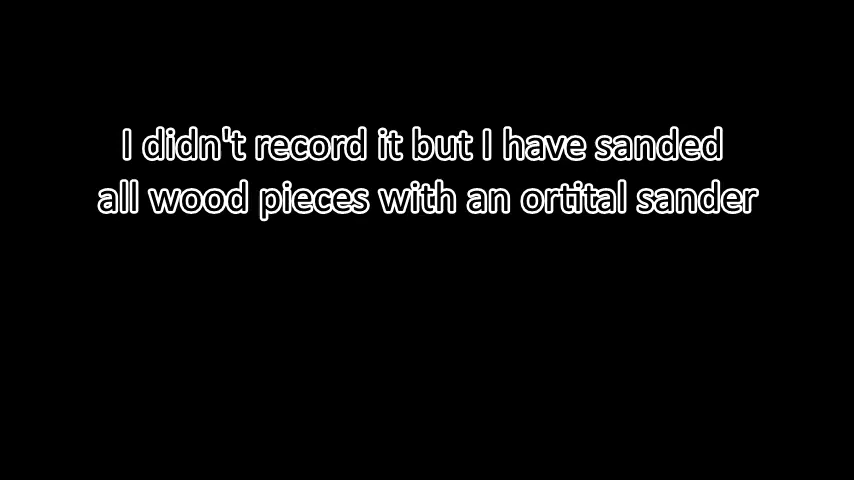 I didn't record it but I have sanded
all wood pieces with an ortital sander